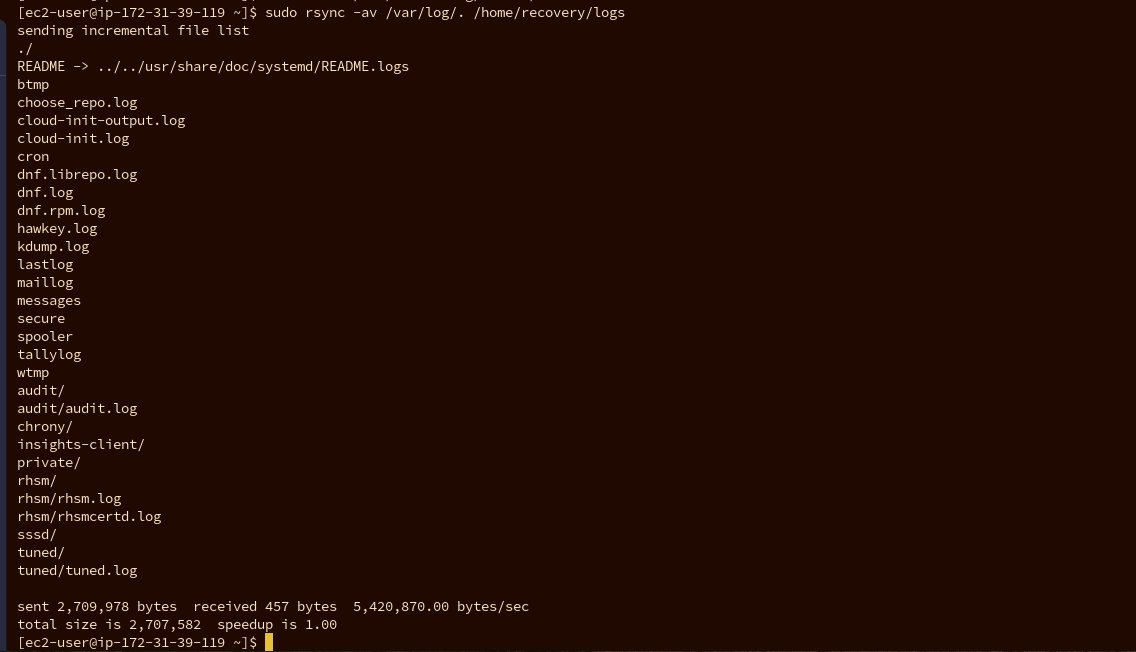 [ec2-user@ip-172-31-39-119 ~]$ sudo rsync -av /var/log/. /home/recovery/logs
sending incremental file list
./
README -> ../../usr/share/doc/systemd/README.logs
btmp
choose_repo.log
cloud-init-output.log
cloud-init.log
cron
dnf.librepo.log
dnf.log
dnf.rpm.log
hawkey.log
kdump.log
lastlog
maillog
messages
secure
spooler
tallylog
wtmp
audit/
audit/audit.log
chrony/
insights-client/
private/
rhsm/
rhsm/rhsm.log
rhsm/rhsmcertd.log
sssd/
tuned/
tuned/tuned.log
sent 2,709,978 bytes  received 457 bytes  5,420,870.00 bytes/sec
total size is 2,707,582  speedup is 1.00
[ec2-user@ip-172-31-39-119 ~]$